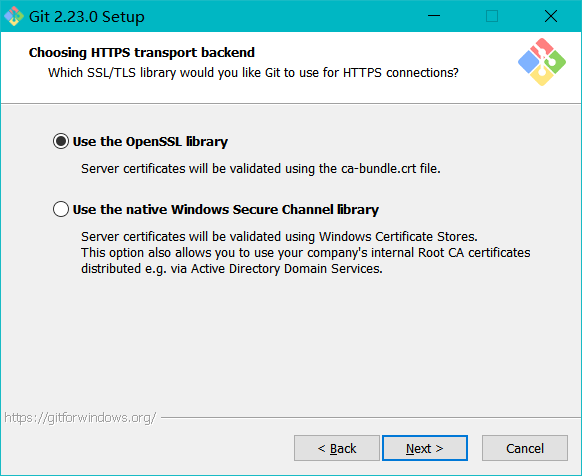 Git 2.23.0 Setup
Choosing HTTPS transport backend
Which SSL/TLS library would you like Git to use for HTTPS connections?
Use the OpenSSL library
Server certificates will be validated using the ca-bundle.crt file.
Use the native Windows Secure Channel library
Server certificates will be validated using Windows Certificate Stores.
This option also allows you to use your company's internal Root CA certificates
distributed e.g. via Active Directory Domain Services.
https://gitforwindows.org/
< Back Next > Cancel